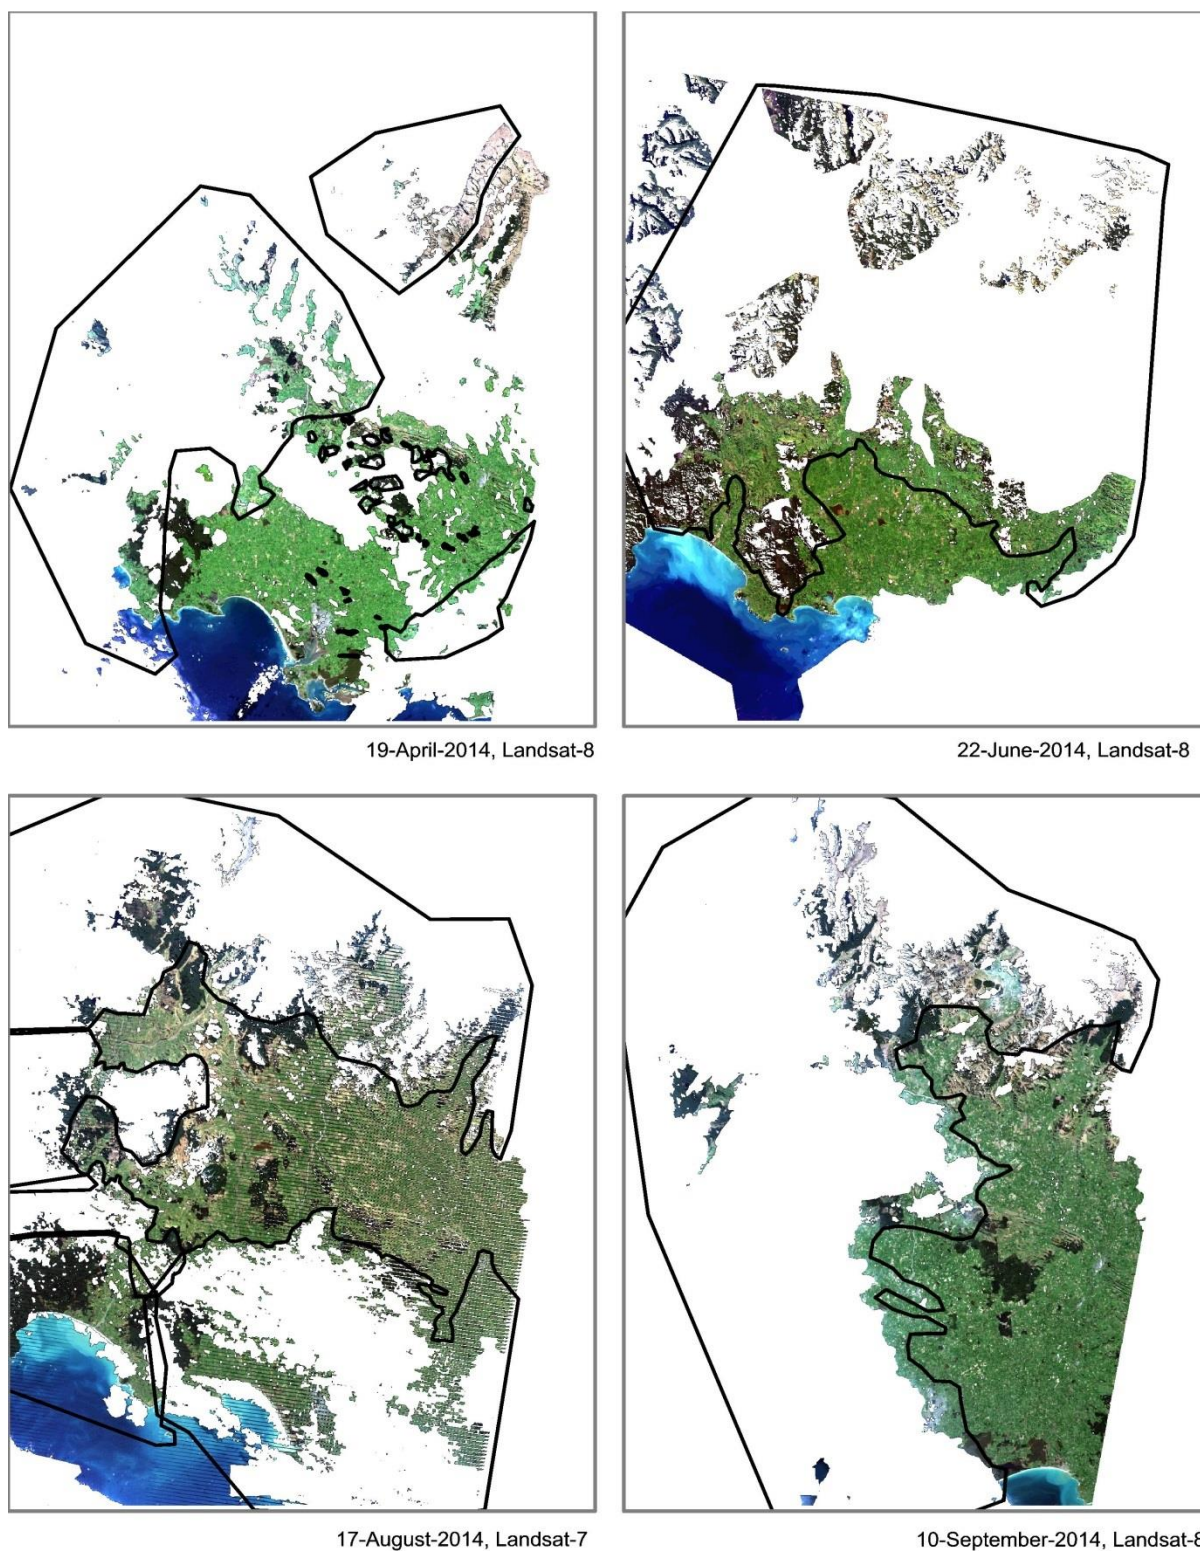 19-April-2014, Landsat-8
22-June-2014, Landsat-8
17-August-2014, Landsat-7
10-September-2014, Landsat-8